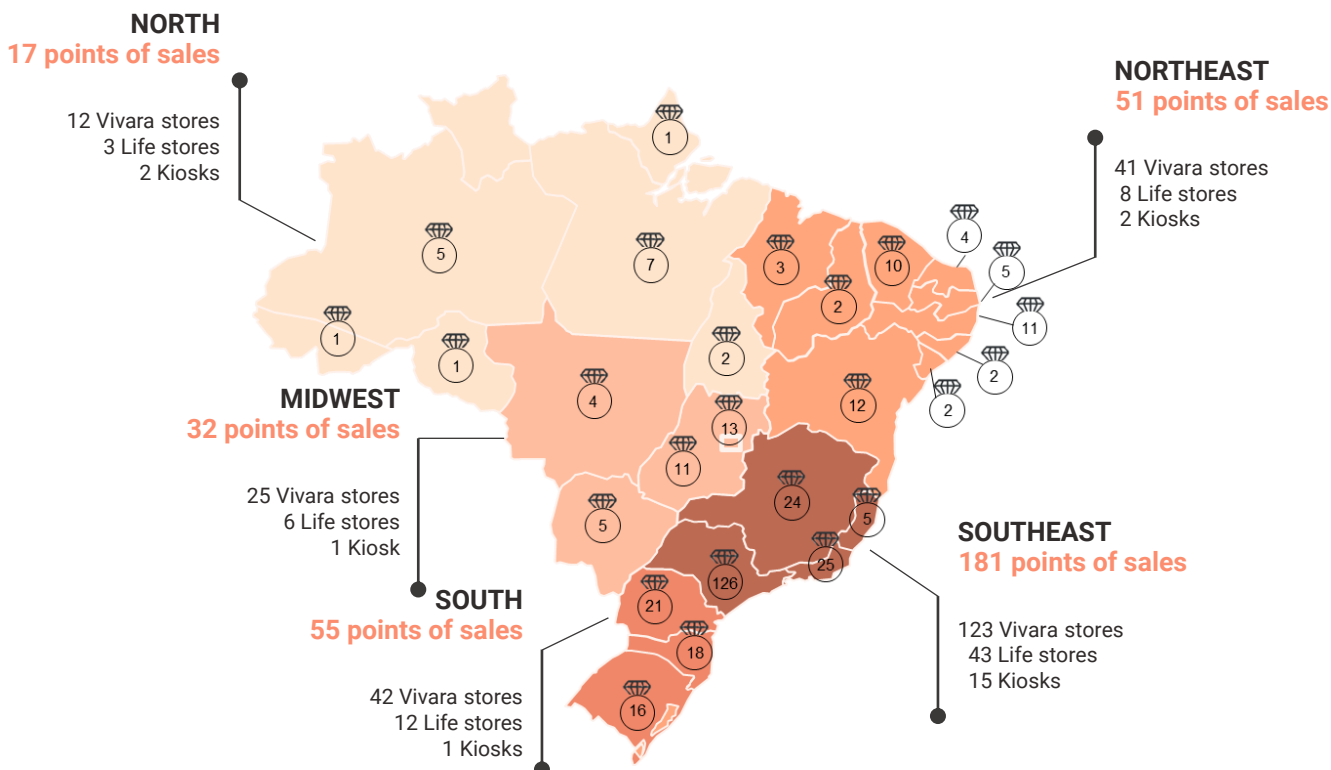 NORTH
17 points of sales
12 Vivara stores
3 Life stores
2 Kiosks
NORTHEAST
51 points of sales
41 Vivara stores
8 Life stores
2 Kiosks
1
5
7
3
10
4
5
2
11
1
1
2
2
2
12
4
13
11
MIDWEST
32 points of sales
25 Vivara stores
6 Life stores
1 Kiosk
5
24
5
25
126
SOUTHEAST
181 points of sales
123 Vivara stores
43 Life stores
15 Kiosks
SOUTH
55 points of sales
42 Vivara stores
12 Life stores
1 Kiosks
21
18
16